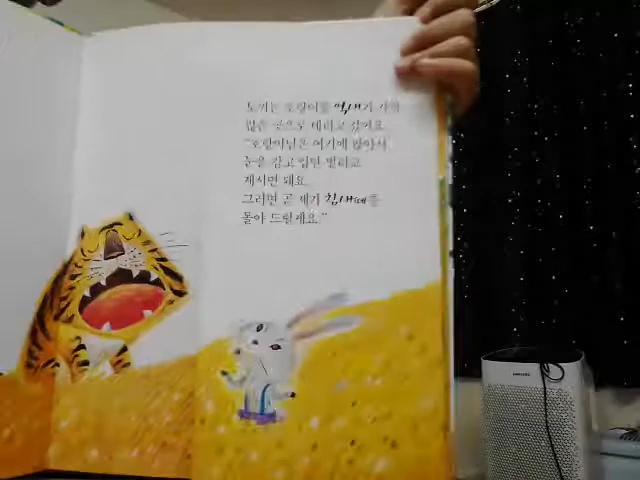 토끼는 호랑이를 억새가 가장
많은 곳으로 데리고 갔어요.
"호랑이님은 여기에 앉아서
눈을 감고 입만 벌리고
계시면 돼요.
그러면 곧 제가 참새떼를
몰아 드릴게요."
SAMSUNG